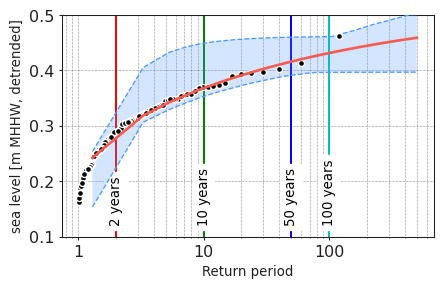 sea level [m MHHW, detrended]
0.5
0.4
0.3
0.2
0.1
2 years
10 years
50 years
100 years
1
10
100
Return period